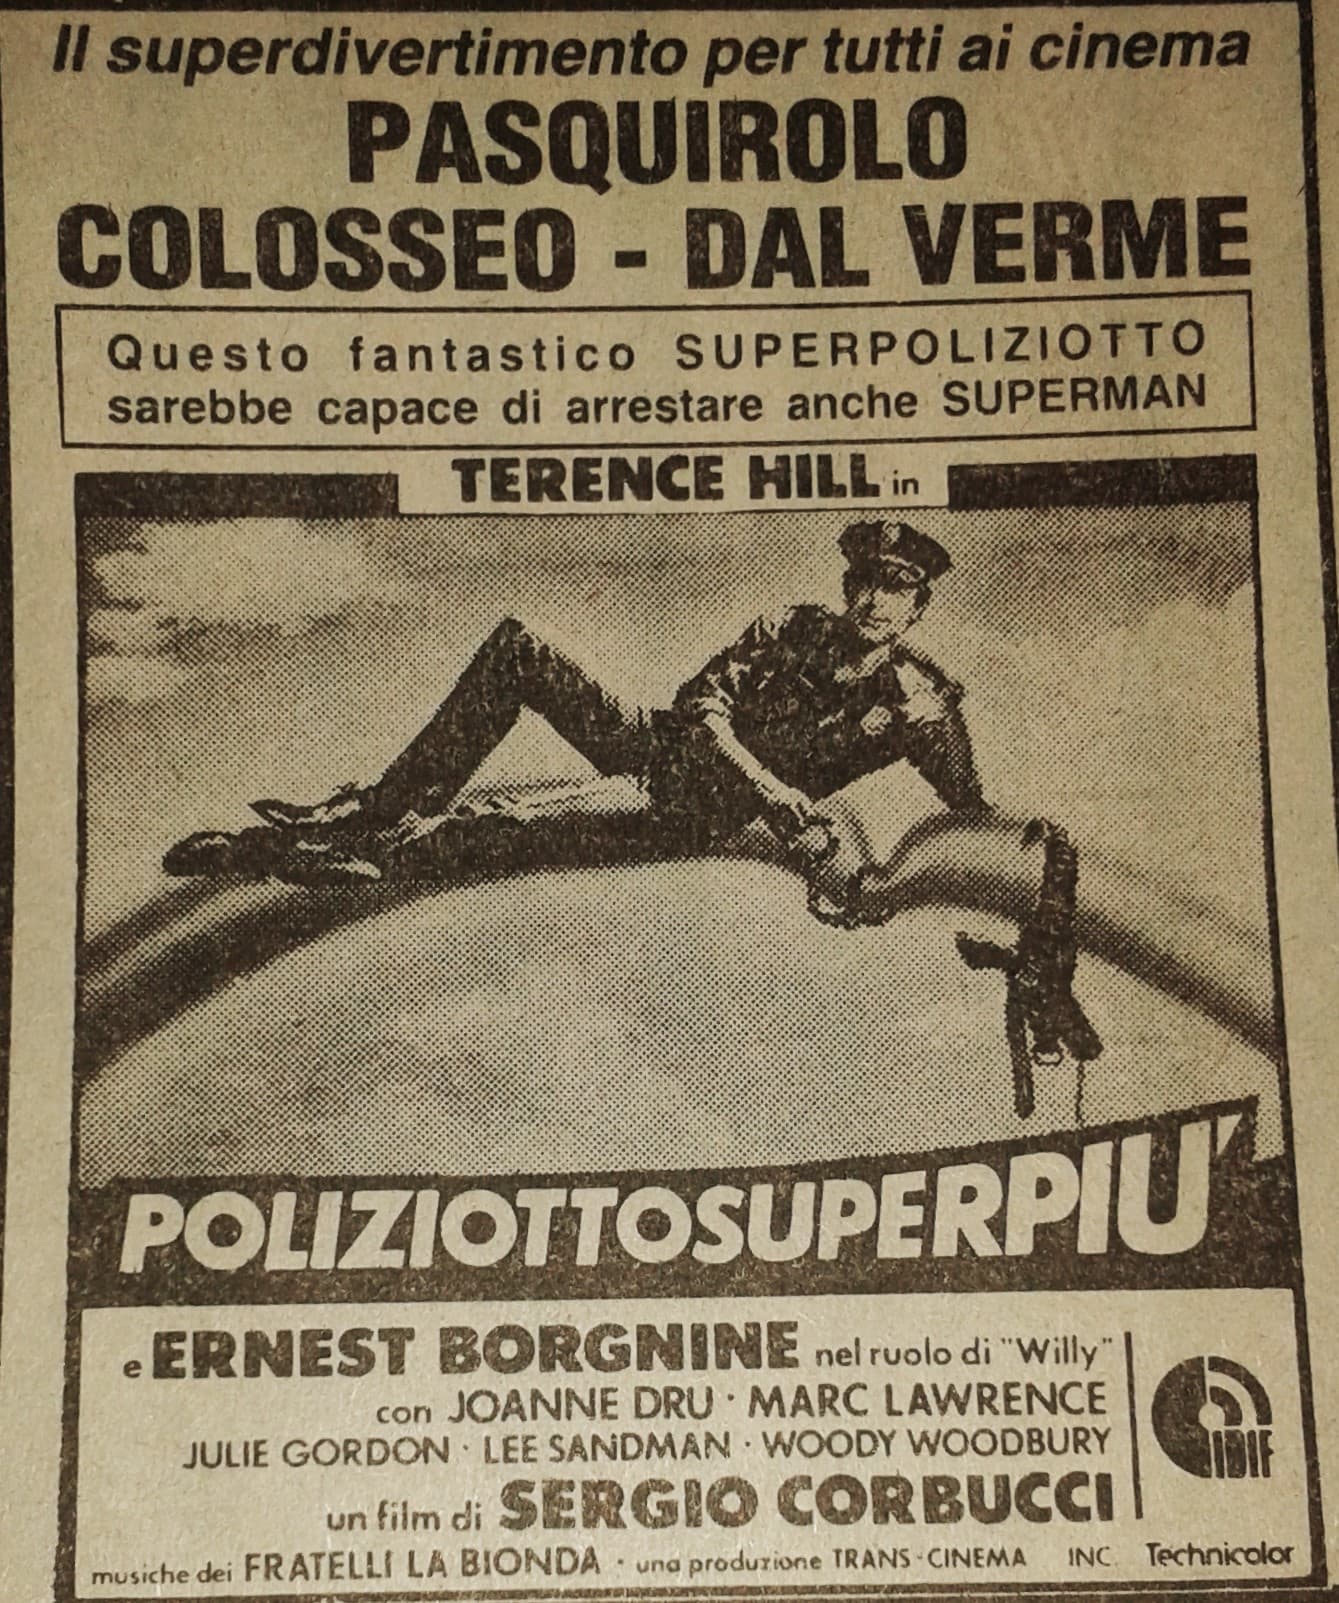 Il superdivertimento per tutti ai cinema
PASQUIROLO
COLOSSEO - DAL VERME
Questo fantastico SUPERPOLIZIOTTO
sarebbe capace di arrestare anche SUPERMAN
TERENCE HILL in
POLIZIOTTOSUPERPIU'
e ERNEST BORGNINE nel ruolo di "Willy"
con JOANNE DRU · MARC LAWRENCE
JULIE GORDON · LEE SANDMAN · WOODY WOODBURY
un film di SERGIO CORBUCCI
CIDIF
musiche dei FRATELLI LA BIONDA · una produzione TRANS-CINEMA INC. Technicolor